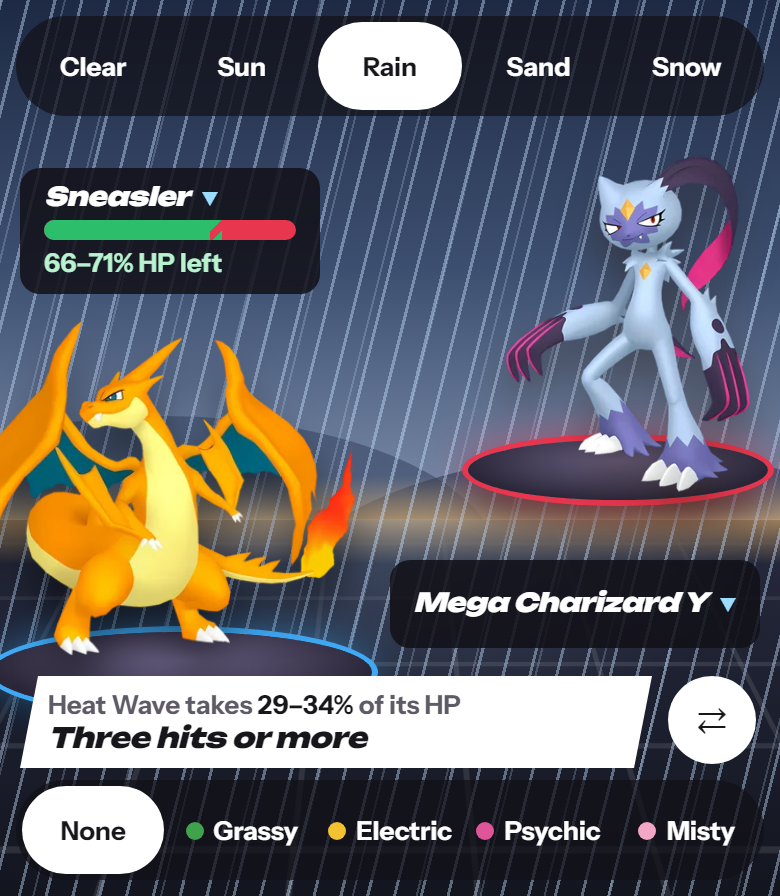 Clear
Sun
Rain
Sand
Snow
Sneasler
66–71% HP left
Mega Charizard Y
Heat Wave takes 29–34% of its HP
Three hits or more
None
Grassy
Electric
Psychic
Misty